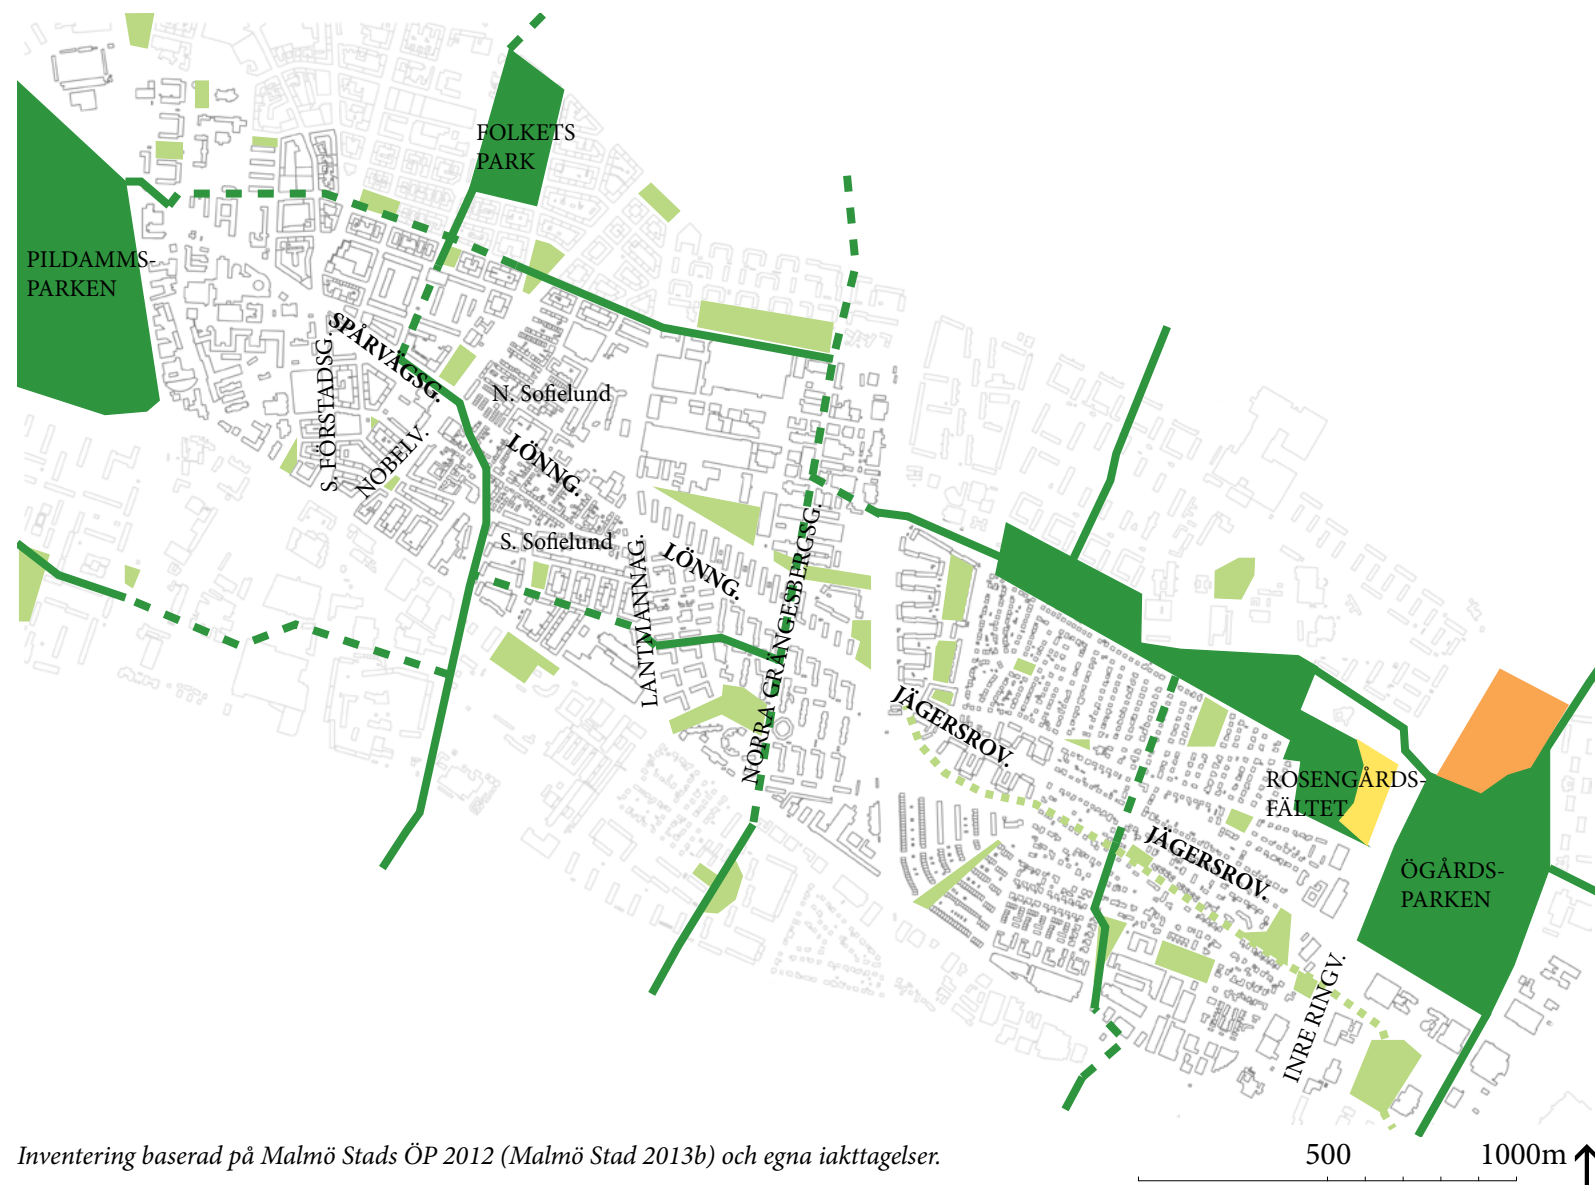 FOLKETS
PARK
PILDAMMS-
PARKEN
SPÅRVÄGSG.
S. FÖRSTADSG.
NOBELV.
N. Sofielund
LÖNNG.
S. Sofielund
LANTMANNAG.
LÖNNG.
NORRA GRÄNGESBERGSG.
JÄGERSROV.
ROSENGÅRDS-
FÄLTET
JÄGERSROV.
ÖGÅRDS-
PARKEN
INRE RINGV.
Inventering baserad på Malmö Stads ÖP 2012 (Malmö Stad 2013b) och egna iakttagelser.
500 1000m